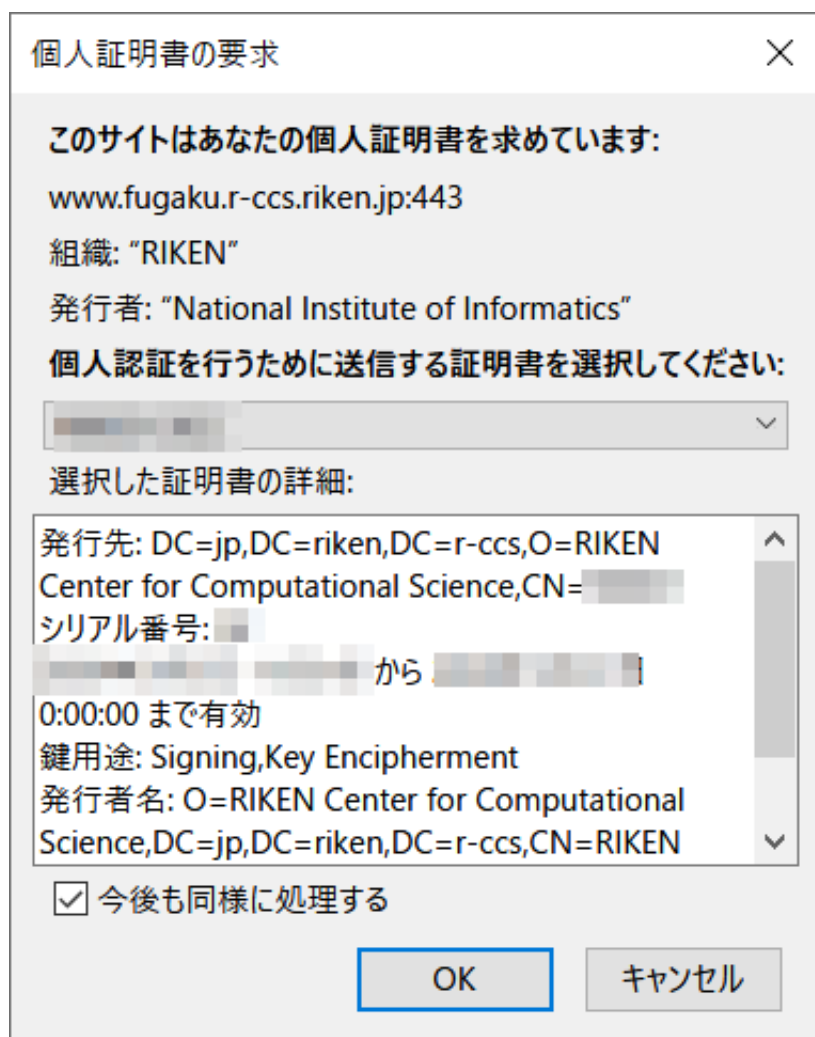 個人証明書の要求
このサイトはあなたの個人証明書を求めています:
www.fugaku.r-ccs.riken.jp:443
組織: “RIKEN”
発行者: “National Institute of Informatics”
個人認証を行うために送信する証明書を選択してください:
選択した証明書の詳細:
発行先: DC=jp,DC=riken,DC=r-ccs,O=RIKEN
Center for Computational Science,CN=
シリアル番号:
から
0:00:00 まで有効
鍵用途: Signing,Key Encipherment
発行者名: O=RIKEN Center for Computational
Science,DC=jp,DC=riken,DC=r-ccs,CN=RIKEN
今後も同様に処理する
OK キャンセル